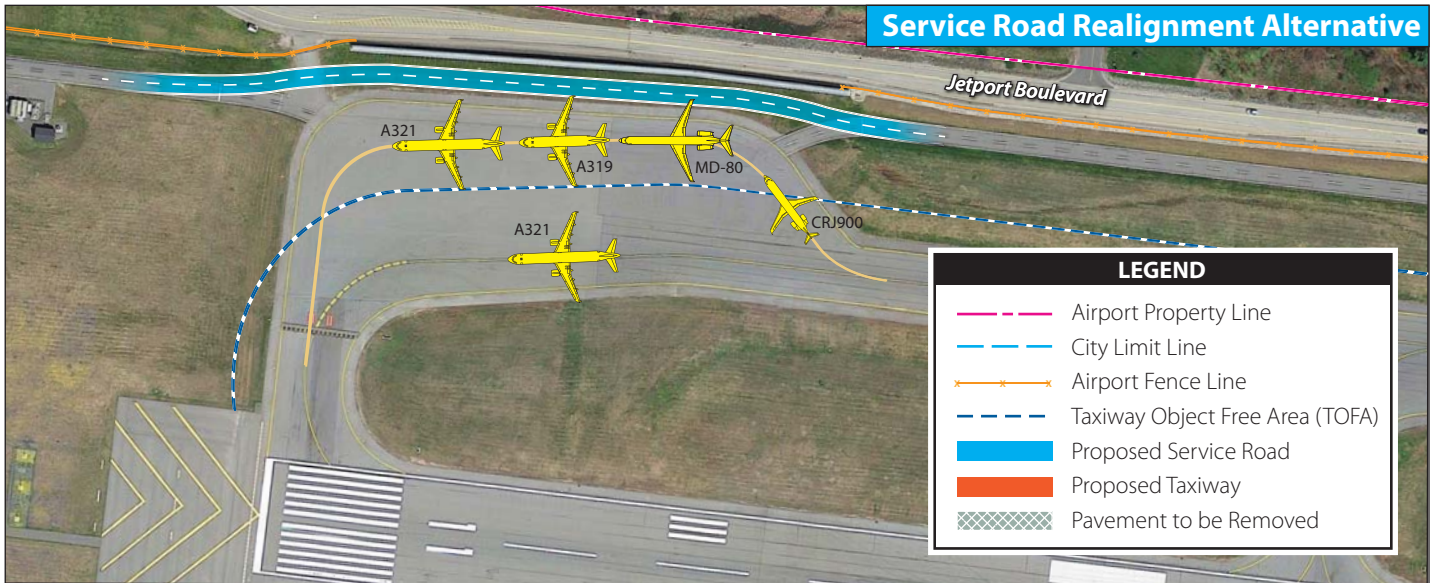 Service Road Realignment Alternative
Jetport Boulevard
A321
A319
MD-80
CRJ900
A321
LEGEND
Airport Property Line
City Limit Line
Airport Fence Line
Taxiway Object Free Area (TOFA)
Proposed Service Road
Proposed Taxiway
Pavement to be Removed